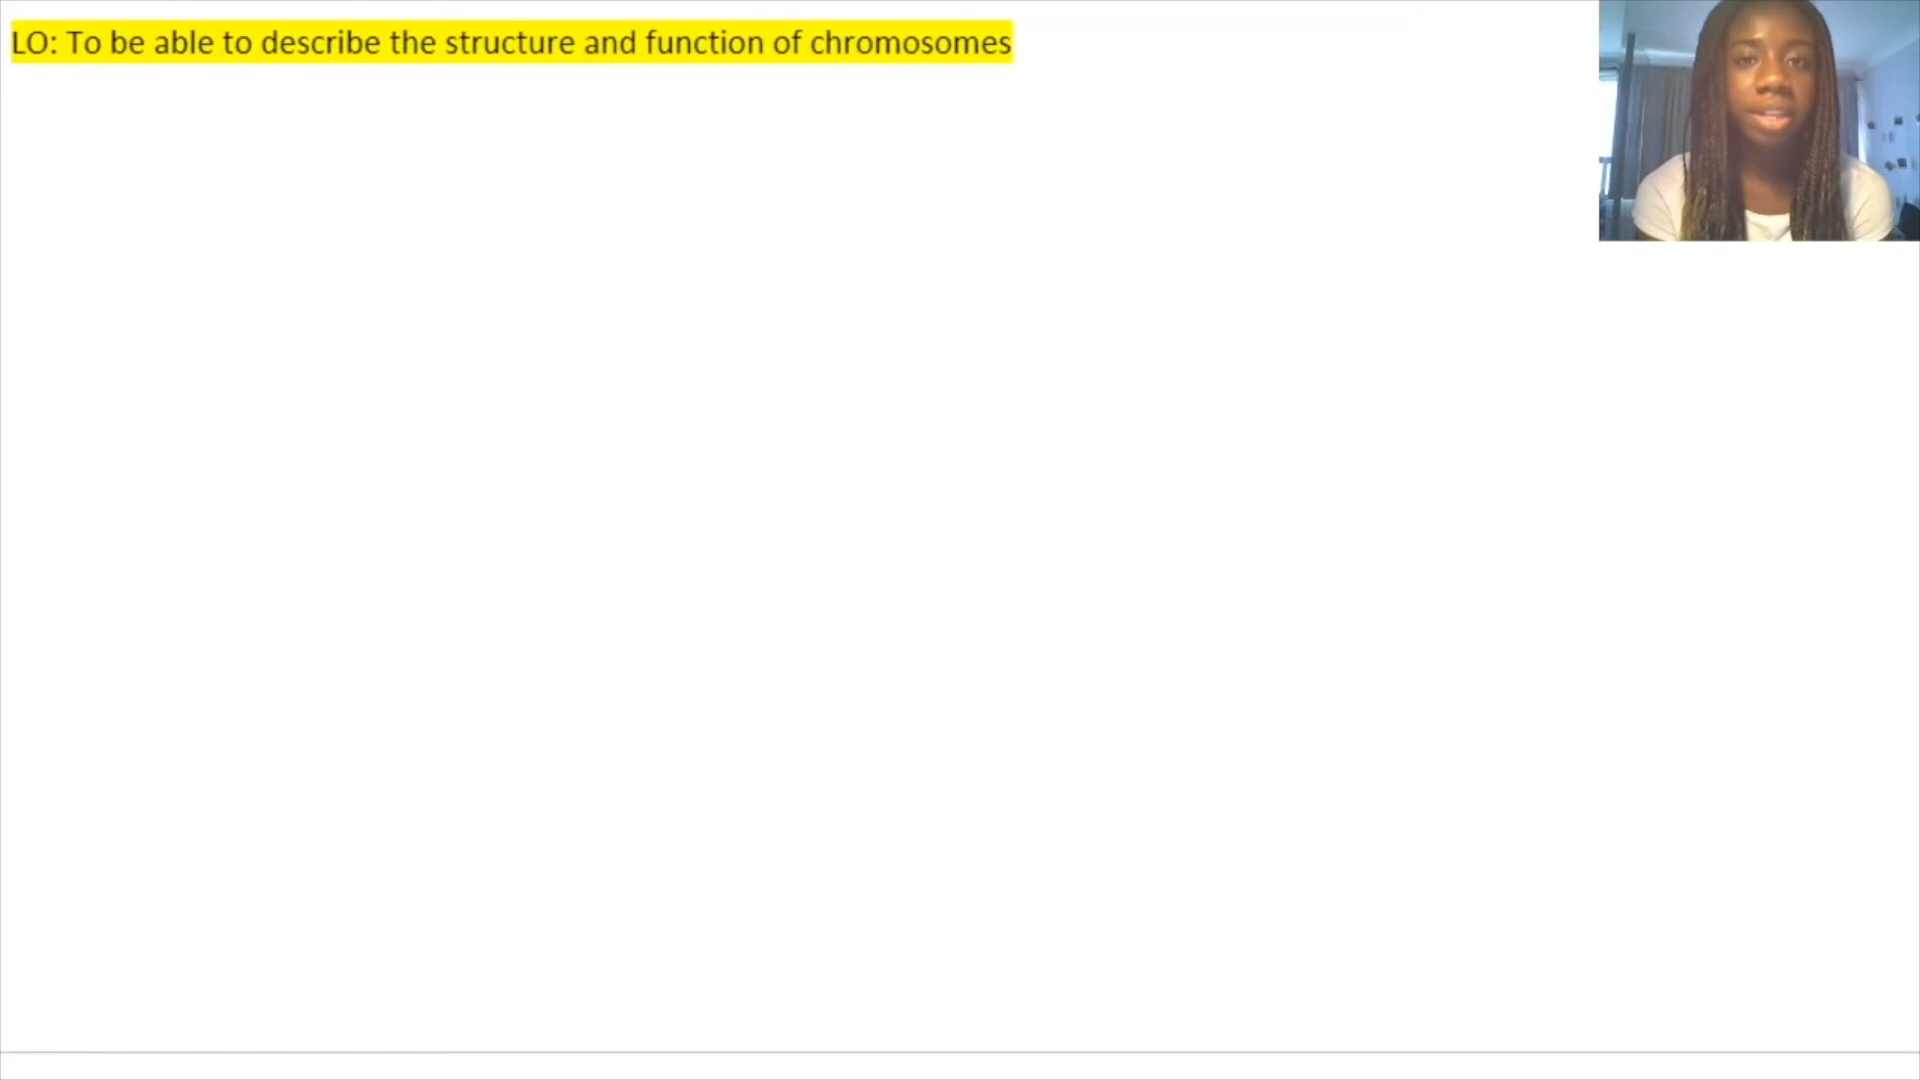 LO: To be able to describe the structure and function of chromosomes